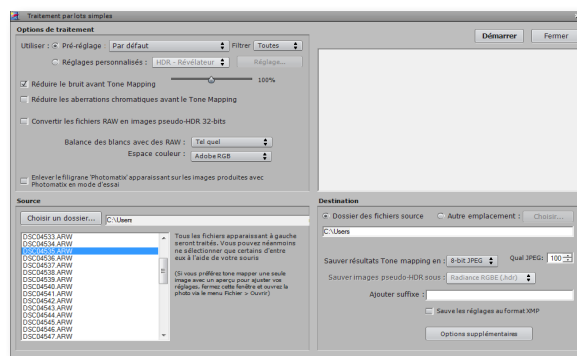 Traitement par lots simples
Options de traitement
Utiliser : Pré-réglage : Par défaut Filtrer Toutes
Réglages personnalisés : HDR - Révélateur Réglage...
Réduire le bruit avant Tone Mapping 100%
Réduire les aberrations chromatiques avant le Tone Mapping
Convertir les fichiers RAW en images pseudo-HDR 32-bits
Balance des blancs avec des RAW : Tel quel
Espace couleur : Adobe RGB
Enlever le filigrane 'Photomatix' apparaissant sur les images produites avec
Photomatix en mode d'essai
Démarrer Fermer
Source
Choisir un dossier... C:\Users
DSC04533.ARW
DSC04534.ARW
DSC04535.ARW
DSC04536.ARW
DSC04537.ARW
DSC04538.ARW
DSC04539.ARW
DSC04540.ARW
DSC04541.ARW
DSC04542.ARW
DSC04543.ARW
DSC04544.ARW
DSC04545.ARW
DSC04546.ARW
DSC04547.ARW
Tous les fichiers apparaissant à gauche
seront traités. Vous pouvez néanmoins
ne sélectionner que certains d'entre
eux à l'aide de votre souris
(Si vous préférez tone mapper une seule
image avec un aperçu pour ajuster vos
réglages, fermez cette fenêtre et ouvrez la
photo via le menu Fichier > Ouvrir)
Destination
Dossier des fichiers source Autre emplacement : Choisir...
C:\Users
Sauver résultats Tone mapping en : 8-bit JPEG Qual JPEG: 100
Sauver images pseudo-HDR sous : Radiance RGBE (.hdr)
Ajouter suffixe :
Sauve les réglages au format XMP
Options supplémentaires